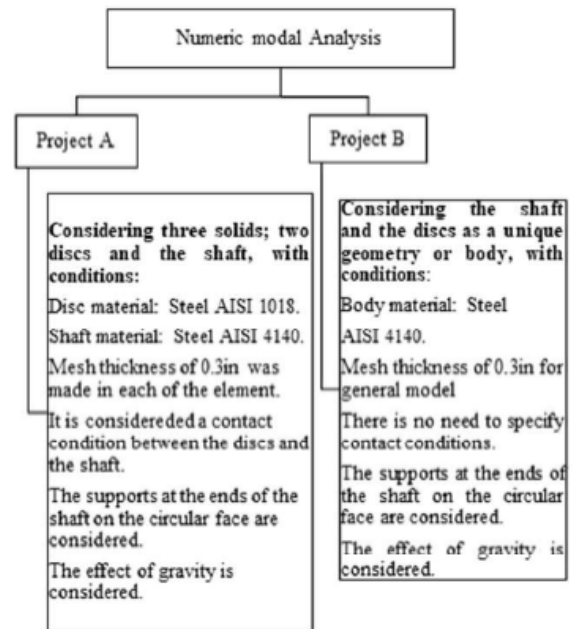 Numeric modal Analysis
Project A
Project B
Considering three solids; two
discs and the shaft, with
conditions:
Disc material: Steel AISI 1018.
Shaft material: Steel AISI 4140.
Mesh thickness of 0.3in was
made in each of the element.
It is considereded a contact
condition between the discs and
the shaft.
The supports at the ends of the
shaft on the circular face are
considered.
The effect of gravity is
considered.
Considering the shaft
and the discs as a unique
geometry or body, with
conditions:
Body material: Steel
AISI 4140.
Mesh thickness of 0.3in for
general model
There is no need to specify
contact conditions.
The supports at the ends of
the shaft on the circular
face are considered.
The effect of gravity is
considered.